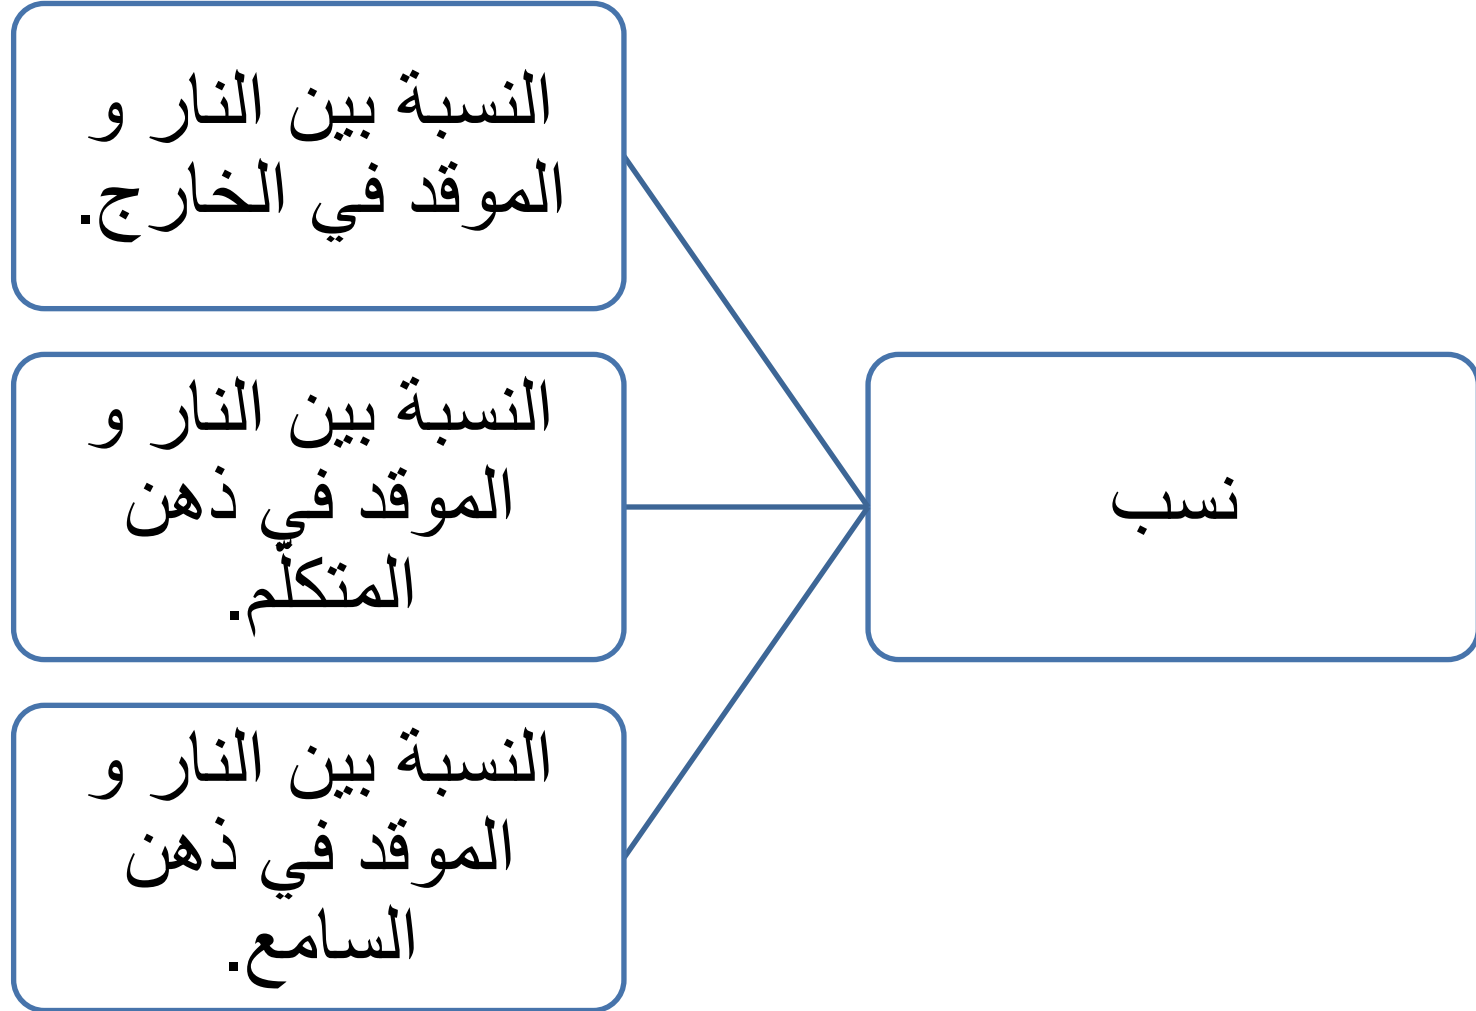 نسب
النسبة بين النار و
الموقد في الخارج.
النسبة بين النار و
الموقد في ذهن
المتكلّم.
النسبة بين النار و
الموقد في ذهن
السامع.